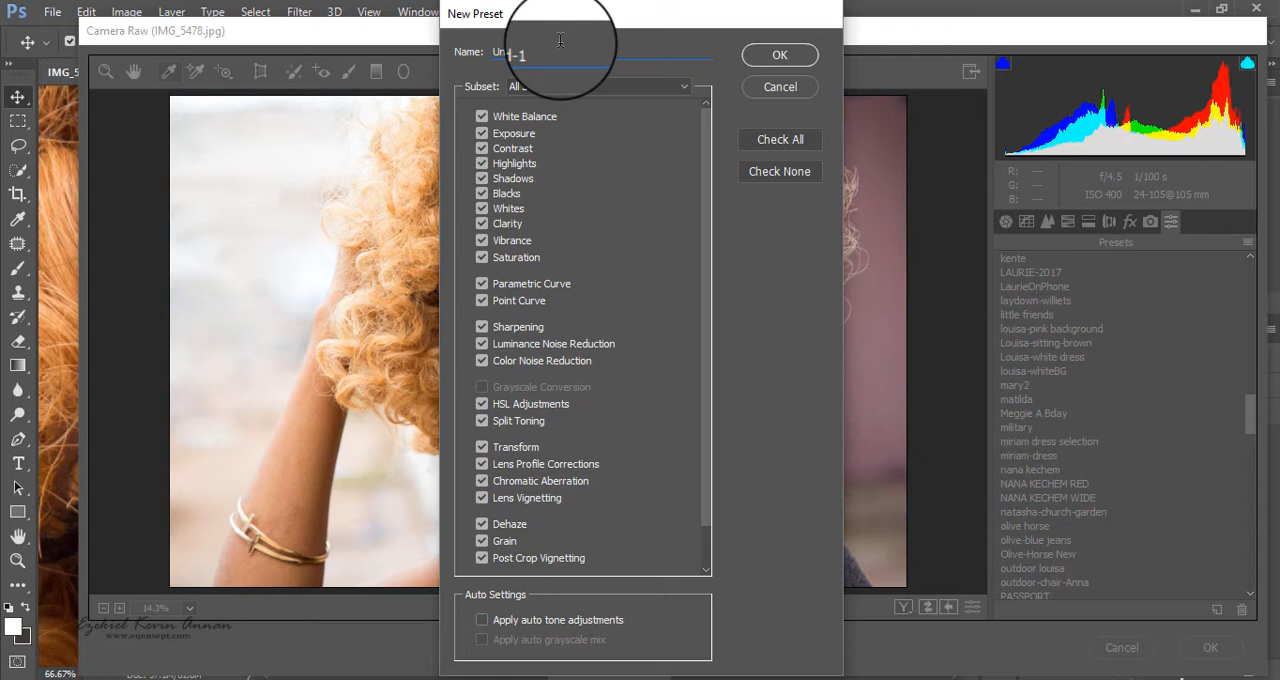 Ps File Edit Image Layer Type Select Filter 3D View Window
New Preset
Camera Raw (IMG_5478.jpg)
Name:
OK
Subset:
Cancel
Check All
Check None
White Balance
Exposure
Contrast
Highlights
Shadows
Blacks
Whites
Clarity
Vibrance
Saturation
Parametric Curve
Point Curve
Sharpening
Luminance Noise Reduction
Color Noise Reduction
Grayscale Conversion
HSL Adjustments
Split Toning
Transform
Lens Profile Corrections
Chromatic Aberration
Lens Vignetting
Dehaze
Grain
Post Crop Vignetting
Auto Settings
Apply auto tone adjustments
Apply auto grayscale mix
R: ---
G: ---
B: ---
f/4.5 1/100 s
ISO 400 24-105@105 mm
Presets
kente
LAURIE-2017
LaurieOnPhone
laydown-williets
little friends
louisa-pink background
Louisa-sitting-brown
Louisa-white dress
louisa-whiteBG
mary2
matilda
Meggie A Bday
military
miriam dress selection
miriam-dress
nana kechem
NANA KECHEM RED
NANA KECHEM WIDE
natasha-church-garden
olive horse
olive-blue jeans
Olive-Horse New
outdoor louisa
outdoor-chair-Anna
PASSPORT
14.3%
Y
Ezekiel Kevin Annan
www.eqonsept.com
Cancel
OK
66.67%